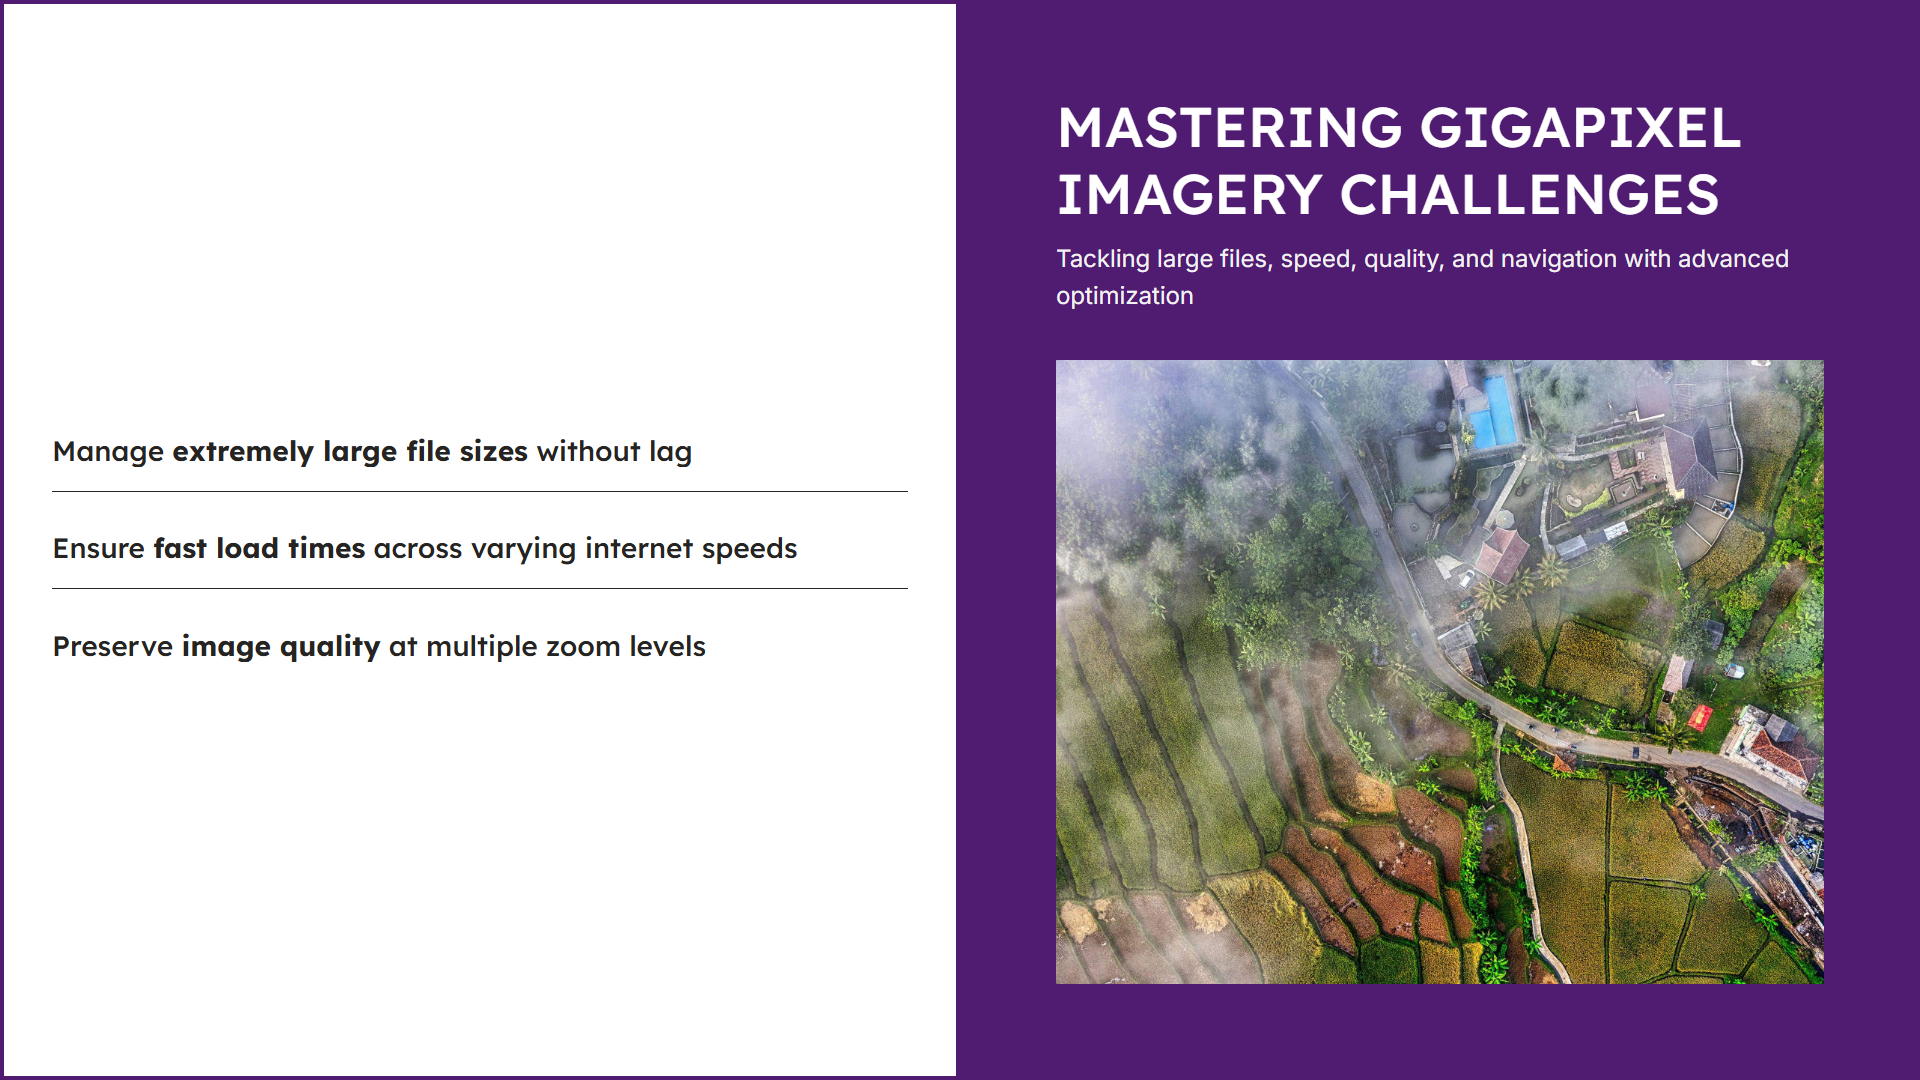 MASTERING GIGAPIXEL
IMAGERY CHALLENGES
Tackling large files, speed, quality, and navigation with advanced
optimization
Manage extremely large file sizes without lag
Ensure fast load times across varying internet speeds
Preserve image quality at multiple zoom levels